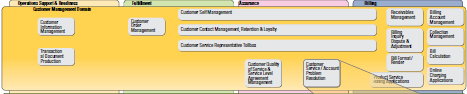 Operations Support & Readiness
Fulfillment
Assurance
Billing
Customer Management Domain
Customer
Information
Management
Transaction
al Document
Production
Customer
Order
Management
Customer Self Management
Customer Contact Management, Retention & Loyalty
Customer Service Representative Toolbox
Customer Quality
of Service &
Service Level
Agreement
Management
Customer
Service / Account
Problem
Resolution
Receivables
Management
Billing
Inquiry
Dispute &
Adjustment
Bill Format /
Render
Product Service
Rating
Billing
Account
Management
Collection
Management
Bill
Calculation
Online
Charging
Applications